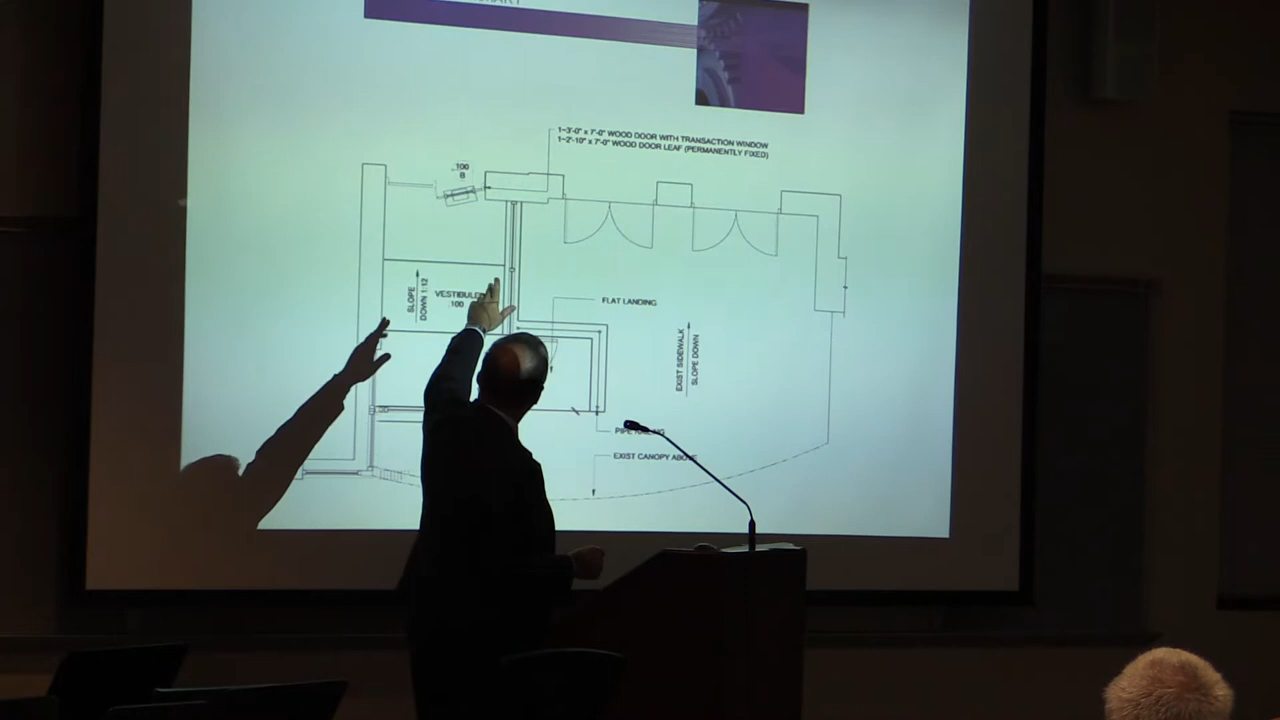 1-3'-0" x 7'-0" WOOD DOOR WITH TRANSACTION WINDOW
1-2'-10" x 7'-0" WOOD DOOR LEAF (PERMANENTLY FIXED)
100
B
SLOPE
DOWN 1:12
VESTIBULE
100
FLAT LANDING
EXIST SIDEWALK
SLOPE DOWN
PIPE
EXIST CANOPY ABOVE